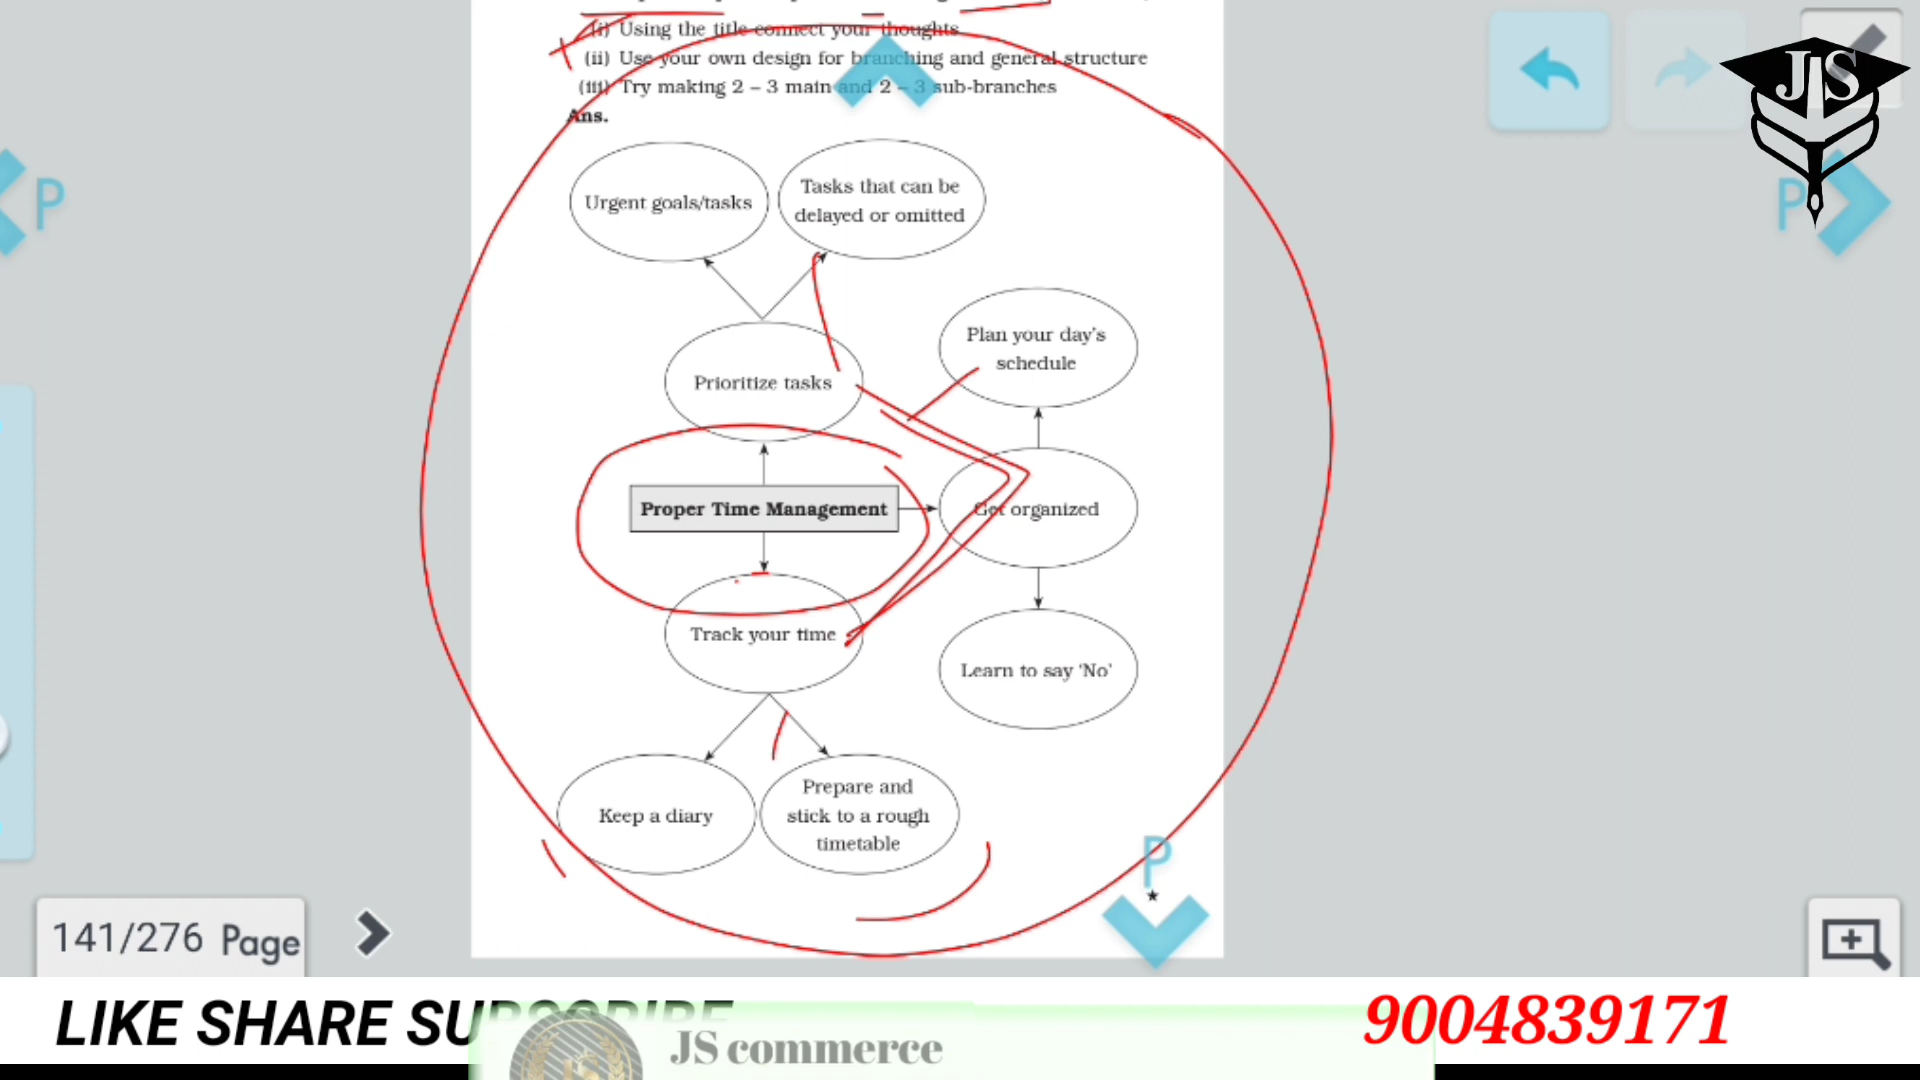 (i) Using the title connect your thoughts
(ii) Use your own design for branching and general structure
(iii) Try making 2 – 3 main and 2 – 3 sub-branches
Ans.
Urgent goals/tasks
Tasks that can be
delayed or omitted
Prioritize tasks
Plan your day's
schedule
Proper Time Management
Get organized
Track your time
Learn to say 'No'
Keep a diary
Prepare and
stick to a rough
timetable
P
P
P
JS
141/276 Page
LIKE SHARE SUBSCRIBE
JS commerce
9004839171